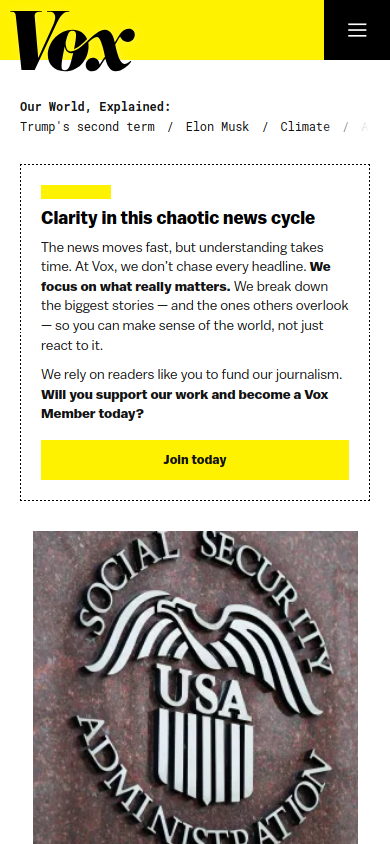 Vox
Our World, Explained:
Trump's second term / Elon Musk / Climate /
Clarity in this chaotic news cycle
The news moves fast, but understanding takes
time. At Vox, we don’t chase every headline. We
focus on what really matters. We break down
the biggest stories — and the ones others overlook
— so you can make sense of the world, not just
react to it.
We rely on readers like you to fund our journalism.
Will you support our work and become a Vox
Member today?
Join today
SOCIAL SECURITY
USA
ADMINISTRATION